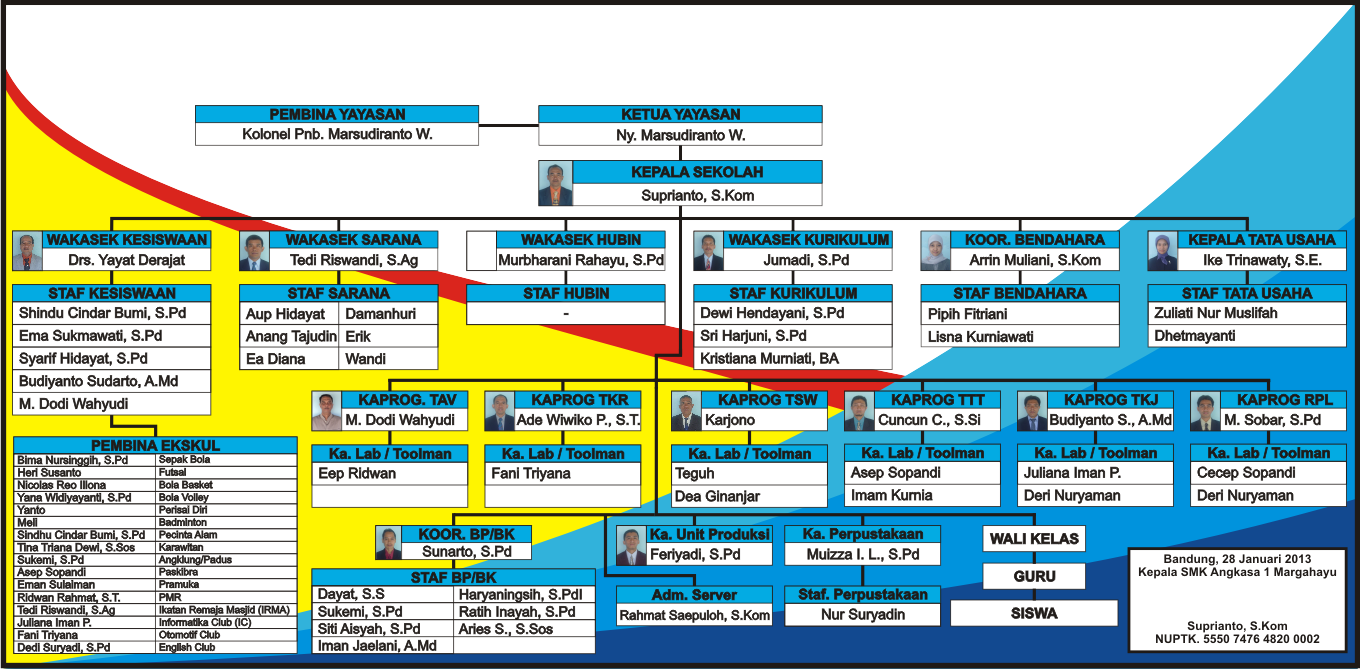 PEMBINA YAYASAN
Kolonel Pnb. Marsudiranto W.
KETUA YAYASAN
Ny. Marsudiranto W.
KEPALA SEKOLAH
Suprianto, S.Kom
WAKASEK KESISWAAN
Drs. Yayat Derajat
WAKASEK SARANA
Tedi Riswandi, S.Ag
WAKASEK HUBIN
Murbharani Rahayu, S.Pd
WAKASEK KURIKULUM
Jumadi, S.Pd
KOOR. BENDAHARA
Arrin Muliani, S.Kom
KEPALA TATA USAHA
Ike Trinawaty, S.E.
STAF KESISWAAN
Shindu Cindar Bumi, S.Pd
Ema Sukmawati, S.Pd
Syarif Hidayat, S.Pd
Budiyanto Sudarto, A.Md
M. Dodi Wahyudi
STAF SARANA
Aup Hidayat Damanhuri
Anang Tajudin Erik
Ea Diana Wandi
STAF HUBIN
-
STAF KURIKULUM
Dewi Hendayani, S.Pd
Sri Harjuni, S.Pd
Kristiana Murniati, BA
STAF BENDAHARA
Pipih Fitriani
Lisna Kurniawati
STAF TATA USAHA
Zuliati Nur Muslifah
Dhetmayanti
KAPROG. TAV
M. Dodi Wahyudi
KAPROG TKR
Ade Wiwiko P., S.T.
KAPROG TSW
Karjono
KAPROG TTT
Cuncun C., S.Si
KAPROG TKJ
Budiyanto S., A.Md
KAPROG RPL
M. Sobar, S.Pd
Ka. Lab / Toolman
Eep Ridwan
Ka. Lab / Toolman
Fani Triyana
Ka. Lab / Toolman
Teguh
Dea Ginanjar
Ka. Lab / Toolman
Asep Sopandi
Imam Kurnia
Ka. Lab / Toolman
Juliana Iman P.
Deri Nuryaman
Ka. Lab / Toolman
Cecep Sopandi
Deri Nuryaman
PEMBINA EKSKUL
Bima Nursinggih, S.Pd Sepak Bola
Heri Susanto Futsal
Nicolas Reo Illona Bola Basket
Yana Widiyayanti, S.Pd Bola Volley
Yanto Perisai Diri
Meli Badminton
Sindhu Cindar Bumi, S.Pd Pecinta Alam
Tina Triana Dewi, S.Sos Karawitan
Sukemi, S.Pd Angklung/Padus
Asep Sopandi Paskibra
Eman Sulaiman Pramuka
Ridwan Rahmat, S.T. PMR
Tedi Riswandi, S.Ag Ikatan Remaja Masjid (IRMA)
Juliana Iman P. Informatika Club (IC)
Fani Triyana Otomotif Club
Dedi Suryadi, S.Pd English Club
KOOR. BP/BK
Sunarto, S.Pd
STAF BP/BK
Dayat, S.S Haryaningsih, S.PdI
Sukemi, S.Pd Ratih Inayah, S.Pd
Siti Aisyah, S.Pd Aries S., S.Sos
Iman Jaelani, A.Md
Ka. Unit Produksi
Feriyadi, S.Pd
Adm. Server
Rahmat Saepuloh, S.Kom
Ka. Perpustakaan
Muizza I. L., S.Pd
Staf. Perpustakaan
Nur Suryadin
WALI KELAS
GURU
SISWA
Bandung, 28 Januari 2013
Kepala SMK Angkasa 1 Margahayu
Suprianto, S.Kom
NUPTK. 5550 7476 4820 0002